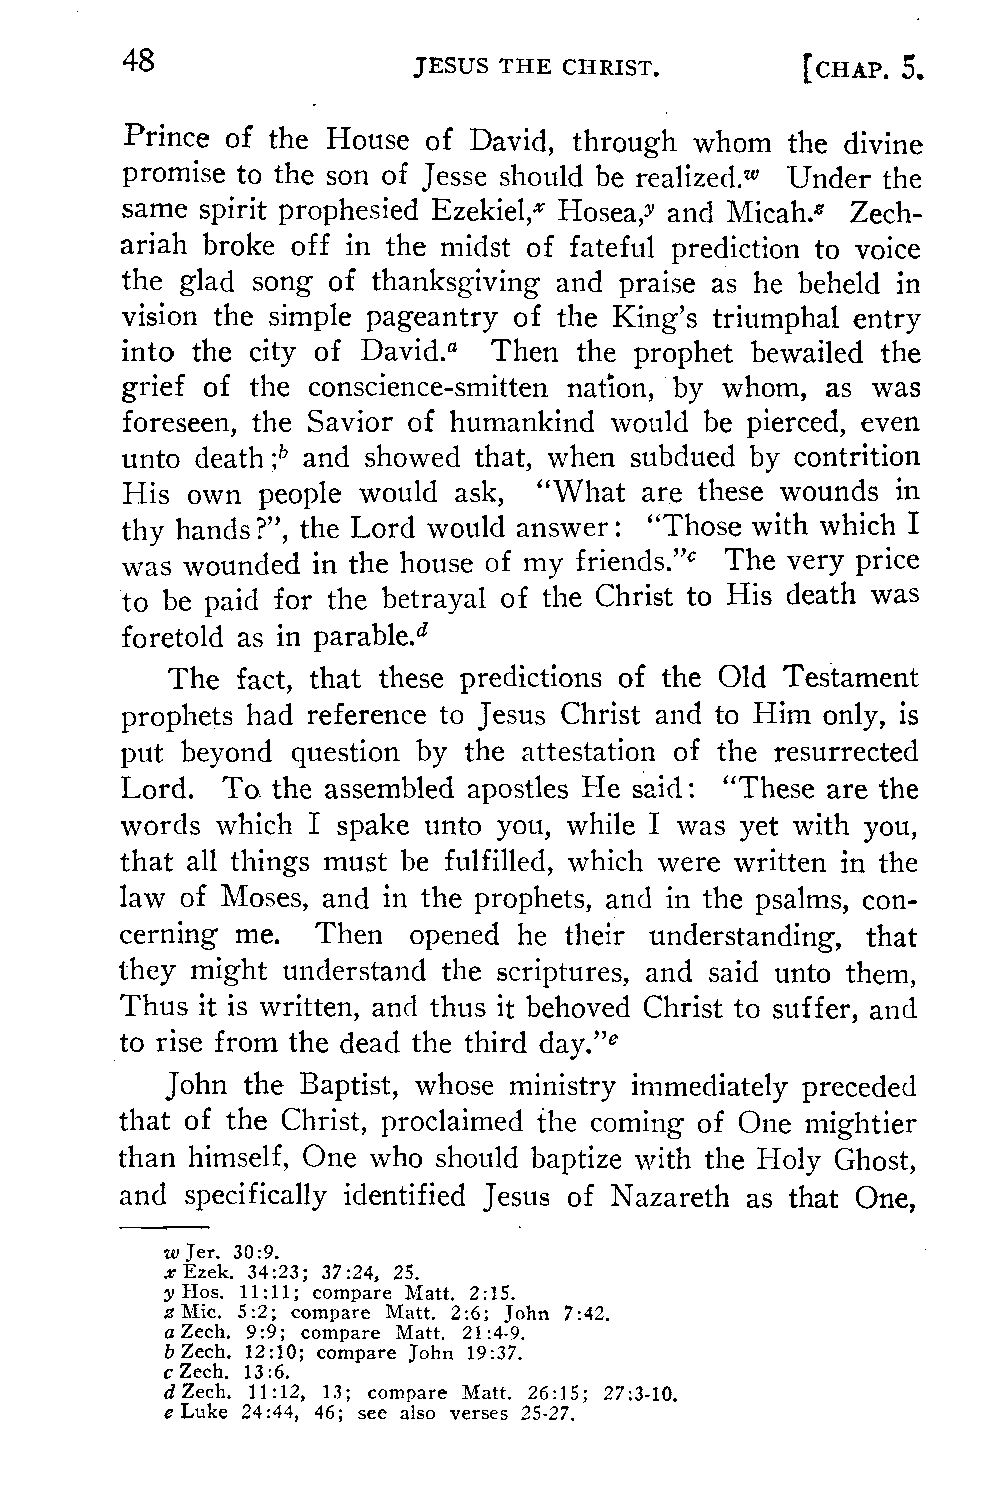 48 JESUS THE CHRIST. [CHAP. 5.
Prince of the House of David, through whom the divine
promise to the son of Jesse should be realized.w Under the
same spirit prophesied Ezekiel,x Hosea,y and Micah.z Zech-
ariah broke off in the midst of fateful prediction to voice
the glad song of thanksgiving and praise as he beheld in
vision the simple pageantry of the King's triumphal entry
into the city of David.a Then the prophet bewailed the
grief of the conscience-smitten nation, by whom, as was
foreseen, the Savior of humankind would be pierced, even
unto death;b and showed that, when subdued by contrition
His own people would ask, "What are these wounds in
thy hands?", the Lord would answer: "Those with which I
was wounded in the house of my friends."c The very price
to be paid for the betrayal of the Christ to His death was
foretold as in parable.d
The fact, that these predictions of the Old Testament
prophets had reference to Jesus Christ and to Him only, is
put beyond question by the attestation of the resurrected
Lord. To the assembled apostles He said: "These are the
words which I spake unto you, while I was yet with you,
that all things must be fulfilled, which were written in the
law of Moses, and in the prophets, and in the psalms, con-
cerning me. Then opened he their understanding, that
they might understand the scriptures, and said unto them,
Thus it is written, and thus it behoved Christ to suffer, and
to rise from the dead the third day."e
John the Baptist, whose ministry immediately preceded
that of the Christ, proclaimed the coming of One mightier
than himself, One who should baptize with the Holy Ghost,
and specifically identified Jesus of Nazareth as that One,
w Jer. 30:9.
x Ezek. 34:23; 37:24, 25.
y Hos. 11:11; compare Matt. 2:15.
z Mic. 5:2; compare Matt. 2:6; John 7:42.
a Zech. 9:9; compare Matt. 21:4-9.
b Zech. 12:10; compare John 19:37.
c Zech. 13:6.
d Zech. 11:12, 13; compare Matt. 26:15; 27:3-10.
e Luke 24:44, 46; see also verses 25-27.